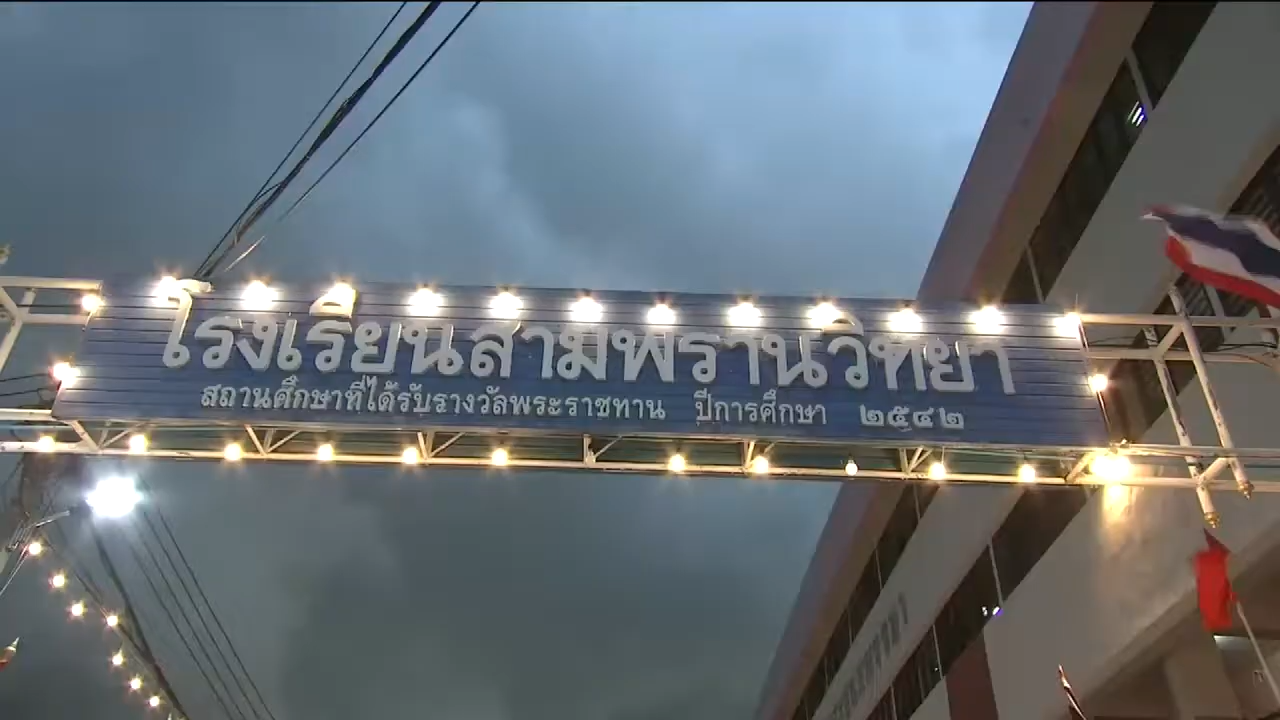 โรงเรียนสามพรานวิทยา
สถานศึกษาที่ได้รับรางวัลพระราชทาน ปีการศึกษา ๒๕๔๒